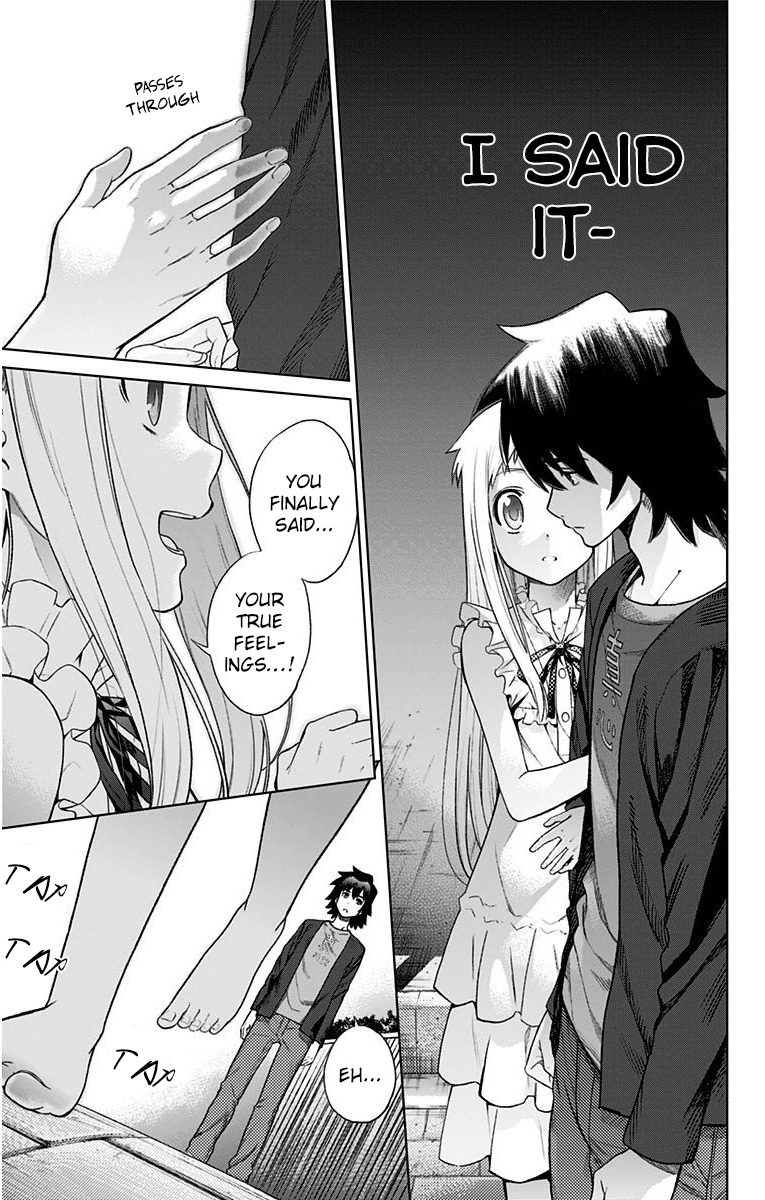 I SAID
IT-
PASSES
THROUGH
YOU
FINALLY
SAID...
YOUR
TRUE
FEEL-
INGS...!
TAP
TAP
TAP
EH...